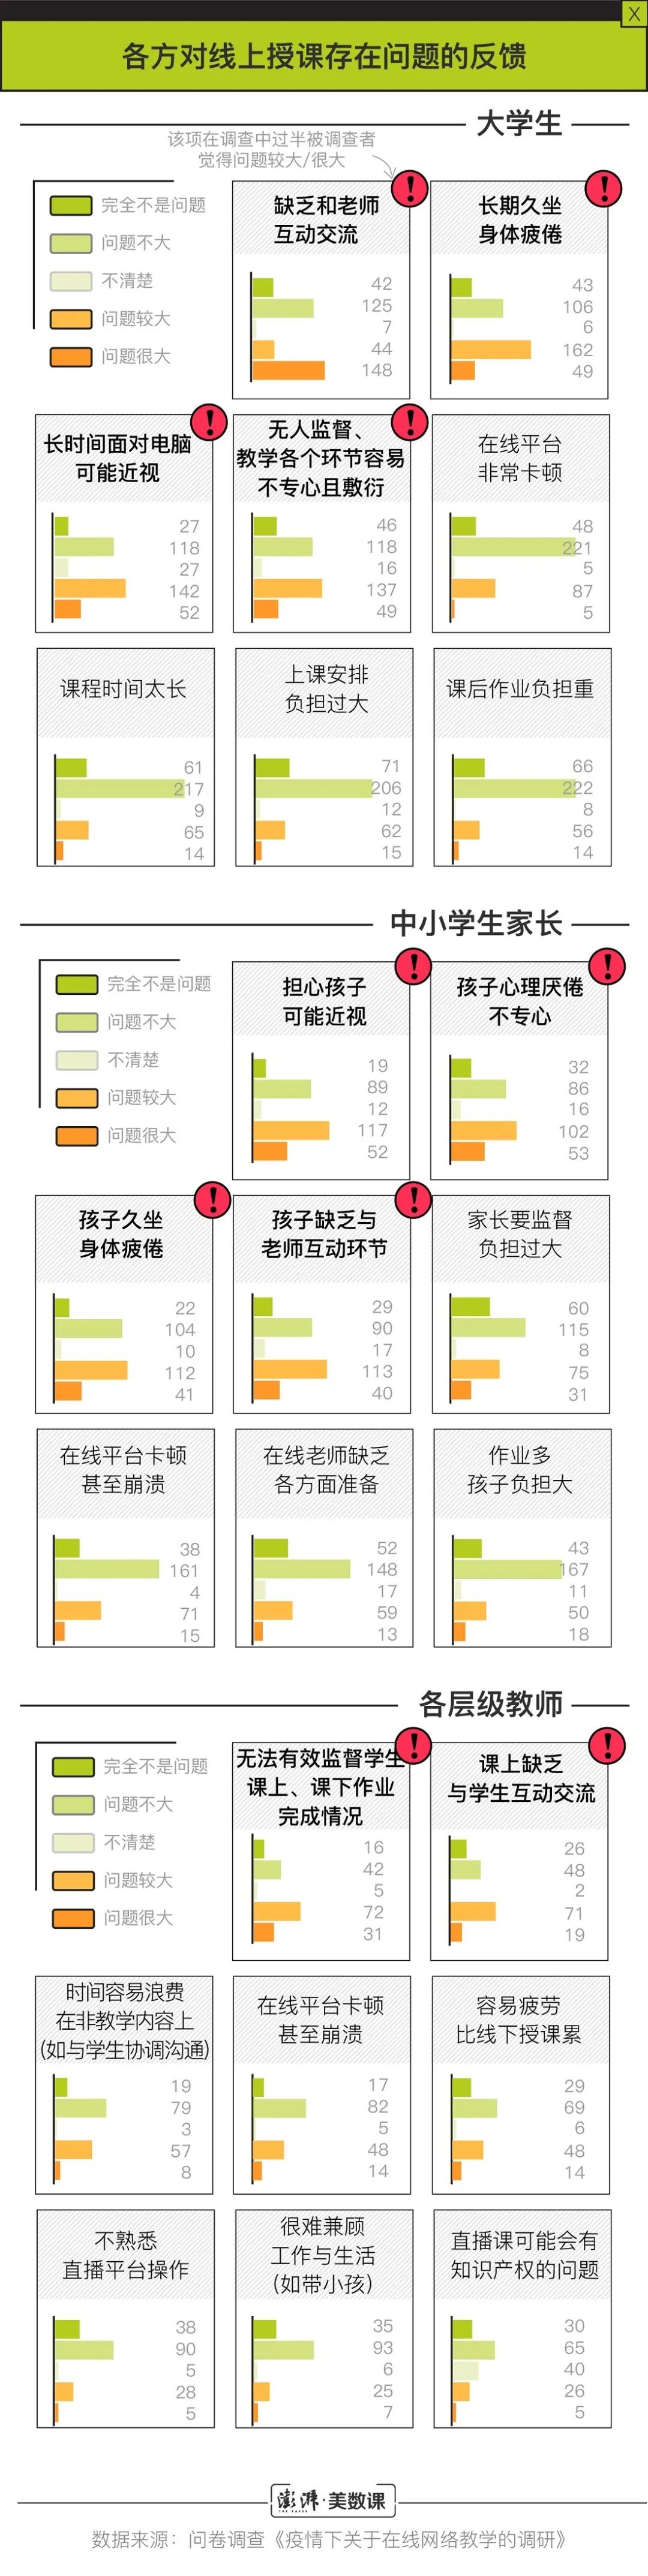 X
各方对线上授课存在问题的反馈
大学生
该项在调查中过半被调查者
觉得问题较大/很大
完全不是问题
问题不大
不清楚
问题较大
问题很大
缺乏和老师
互动交流
42
125
7
44
148
长期久坐
身体疲倦
43
106
6
162
49
长时间面对电脑
可能近视
27
118
27
142
52
无人监督、
教学各个环节容易
不专心且敷衍
46
118
16
137
49
在线平台
非常卡顿
48
221
5
87
5
课程时间太长
61
217
9
65
14
上课安排
负担过大
71
206
12
62
15
课后作业负担重
66
222
8
56
14
中小学生家长
完全不是问题
问题不大
不清楚
问题较大
问题很大
担心孩子
可能近视
19
89
12
117
52
孩子心理厌倦
不专心
32
86
16
102
53
孩子久坐
身体疲倦
22
104
10
112
41
孩子缺乏与
老师互动环节
29
90
17
113
40
家长要监督
负担过大
60
115
8
75
31
在线平台卡顿
甚至崩溃
38
161
4
71
15
在线老师缺乏
各方面准备
52
148
17
59
13
作业多
孩子负担大
43
167
11
50
18
各层级教师
完全不是问题
问题不大
不清楚
问题较大
问题很大
无法有效监督学生
课上、课下作业
完成情况
16
42
5
72
31
课上缺乏
与学生互动交流
26
48
2
71
19
时间容易浪费
在非教学内容上
(如与学生协调沟通)
19
79
3
57
8
在线平台卡顿
甚至崩溃
17
82
5
48
14
容易疲劳
比线下授课累
29
69
6
48
14
不熟悉
直播平台操作
38
90
5
28
5
很难兼顾
工作与生活
(如带小孩)
35
93
6
25
7
直播课可能会有
知识产权的问题
30
65
40
26
5
澎湃·美数课
数据来源：问卷调查《疫情下关于在线网络教学的调研》